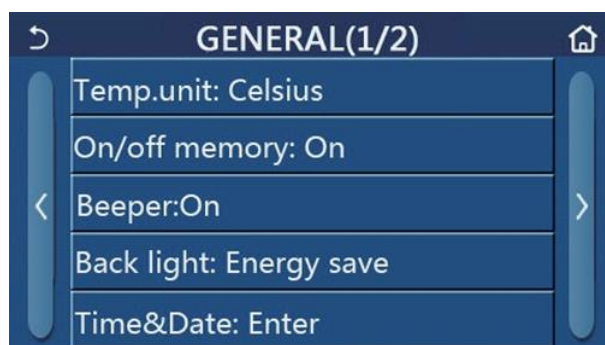 GENERAL(1/2)
Temp.unit: Celsius
On/off memory: On
Beeper:On
Back light: Energy save
Time&Date: Enter